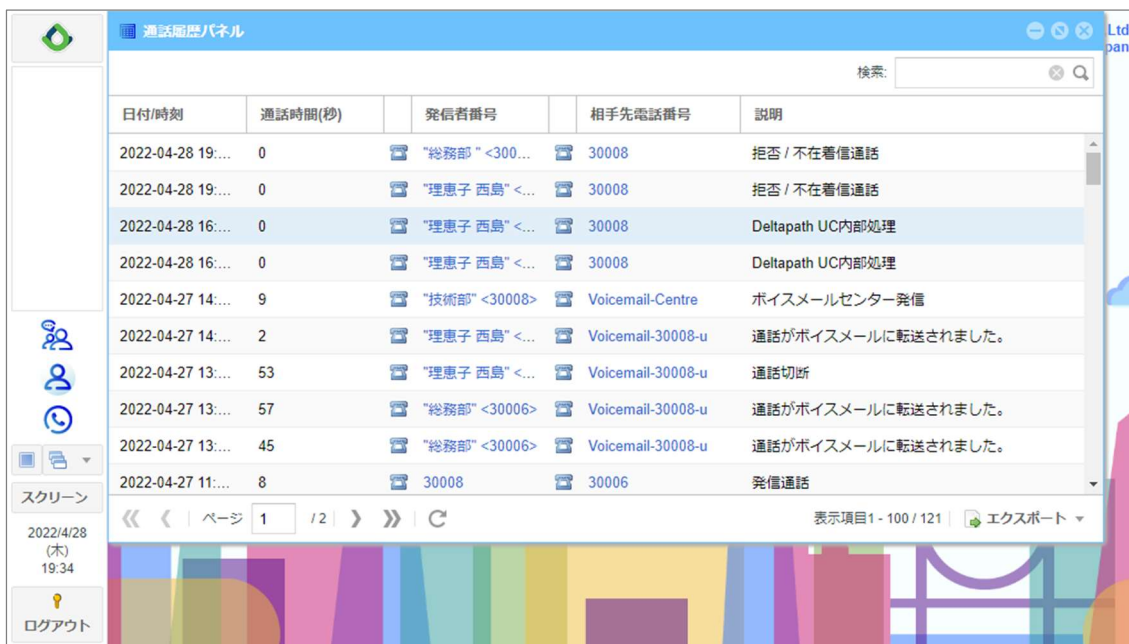 通話履歴パネル
Ltd
pan
検索:
日付/時刻 通話時間(秒) 発信者番号 相手先電話番号 説明
2022-04-28 19:... 0 "総務部 " <300... 30008 拒否 / 不在着信通話
2022-04-28 19:... 0 "理恵子 西島" <... 30008 拒否 / 不在着信通話
2022-04-28 16:... 0 "理恵子 西島" <... 30008 Deltapath UC内部処理
2022-04-28 16:... 0 "理恵子 西島" <... 30008 Deltapath UC内部処理
2022-04-27 14:... 9 "技術部" <30008> Voicemail-Centre ボイスメールセンター発信
2022-04-27 14:... 2 "理恵子 西島" <... Voicemail-30008-u 通話がボイスメールに転送されました。
2022-04-27 13:... 53 "理恵子 西島" <... Voicemail-30008-u 通話切断
2022-04-27 13:... 57 "総務部" <30006> Voicemail-30008-u 通話がボイスメールに転送されました。
2022-04-27 13:... 45 "総務部" <30006> Voicemail-30008-u 通話がボイスメールに転送されました。
2022-04-27 11:... 8 30008 30006 発信通話
ページ 1 / 2 表示項目1 - 100 / 121 エクスポート
スクリーン
2022/4/28
(木)
19:34
ログアウト